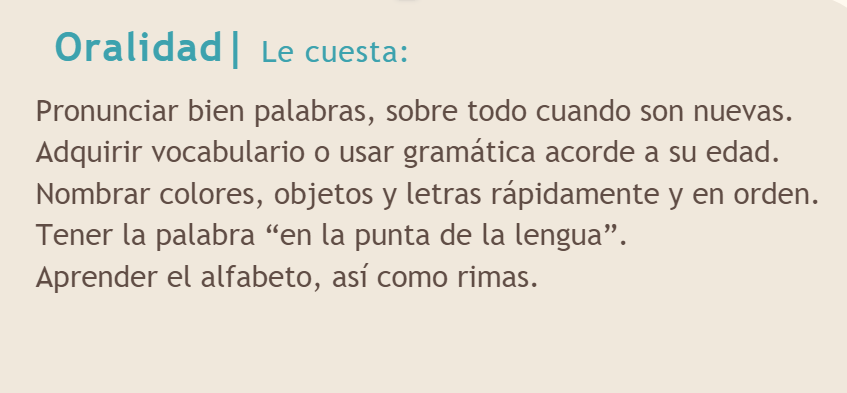 Oralidad| Le cuesta:
Pronunciar bien palabras, sobre todo cuando son nuevas.
Adquirir vocabulario o usar gramática acorde a su edad.
Nombrar colores, objetos y letras rápidamente y en orden.
Tener la palabra “en la punta de la lengua”.
Aprender el alfabeto, así como rimas.